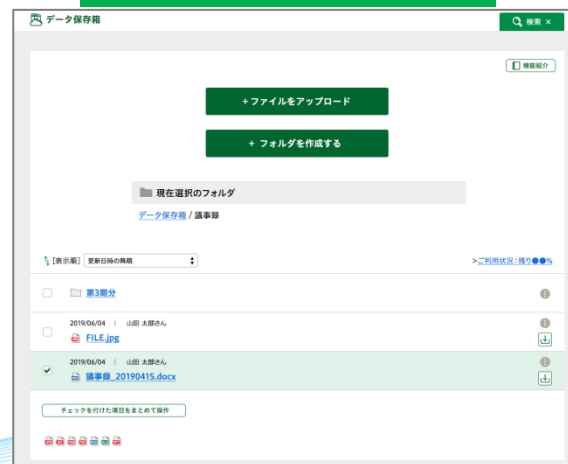 データ保存箱
検索 ×
機能紹介
+ファイルをアップロード
+ フォルダを作成する
現在選択のフォルダ
データ保存箱 / 議事録
[表示順] 更新日時の降順
>ご利用状況:残り●●%
第3期分
2019/06/04 | 山田 太郎さん
FILE.jpg
2019/06/04 | 山田 太郎さん
議事録_20190415.docx
チェックを付けた項目をまとめて操作